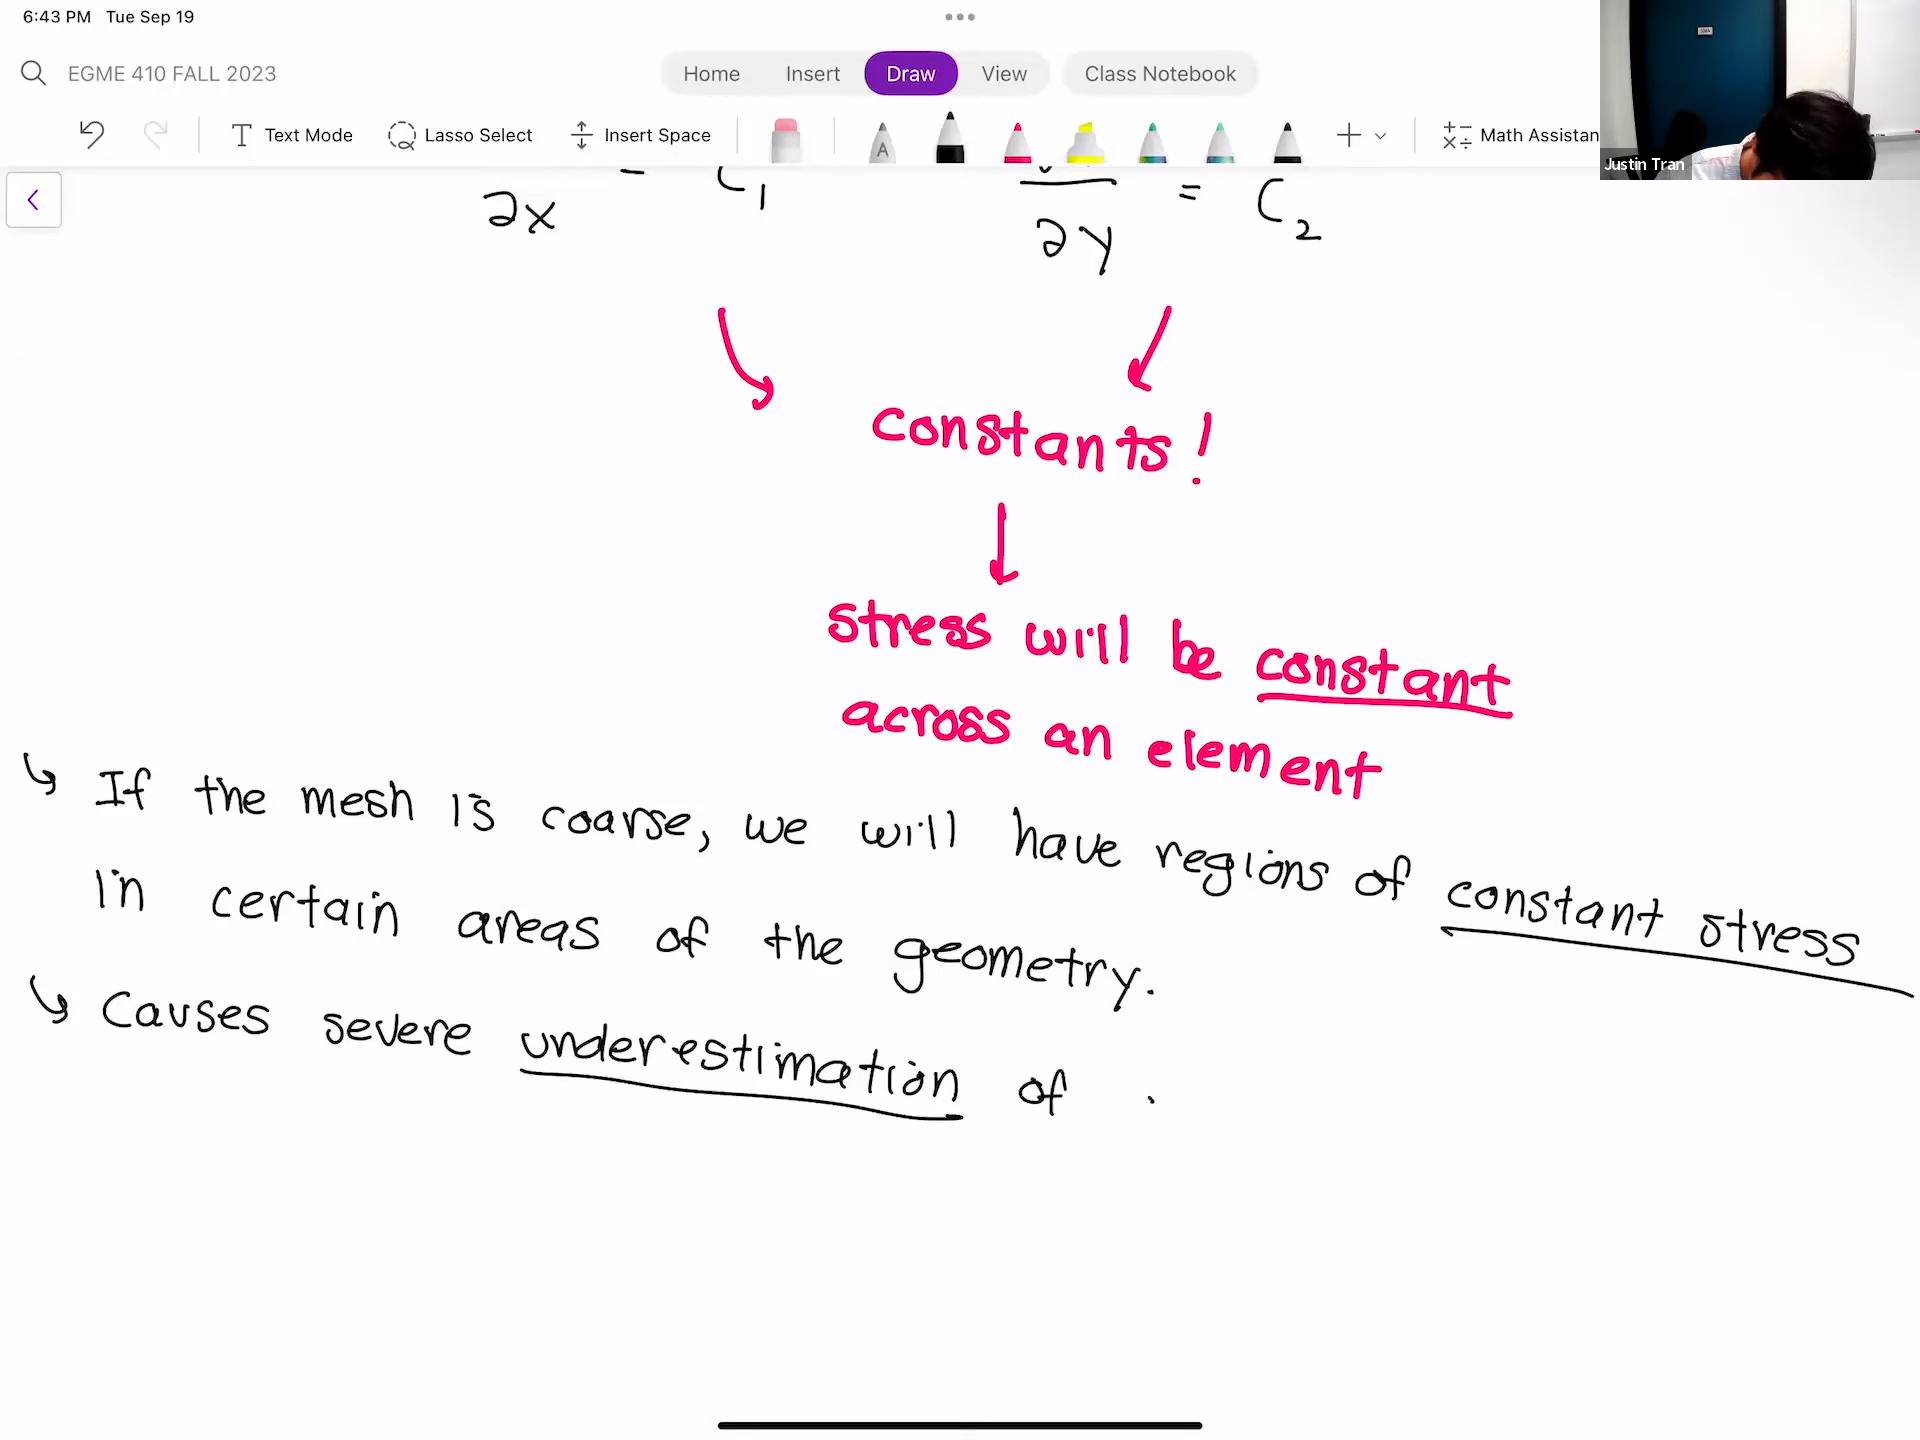 6:43 PM Tue Sep 19
EGME 410 FALL 2023
Home Insert Draw View Class Notebook
Text Mode Lasso Select Insert Space A Math Assistan
Justin Tran
∂x = C1 ∂y = C2
constants!
stress will be constant
across an element
↳ If the mesh is coarse, we will have regions of constant stress
in certain areas of the geometry.
↳ Causes severe underestimation of